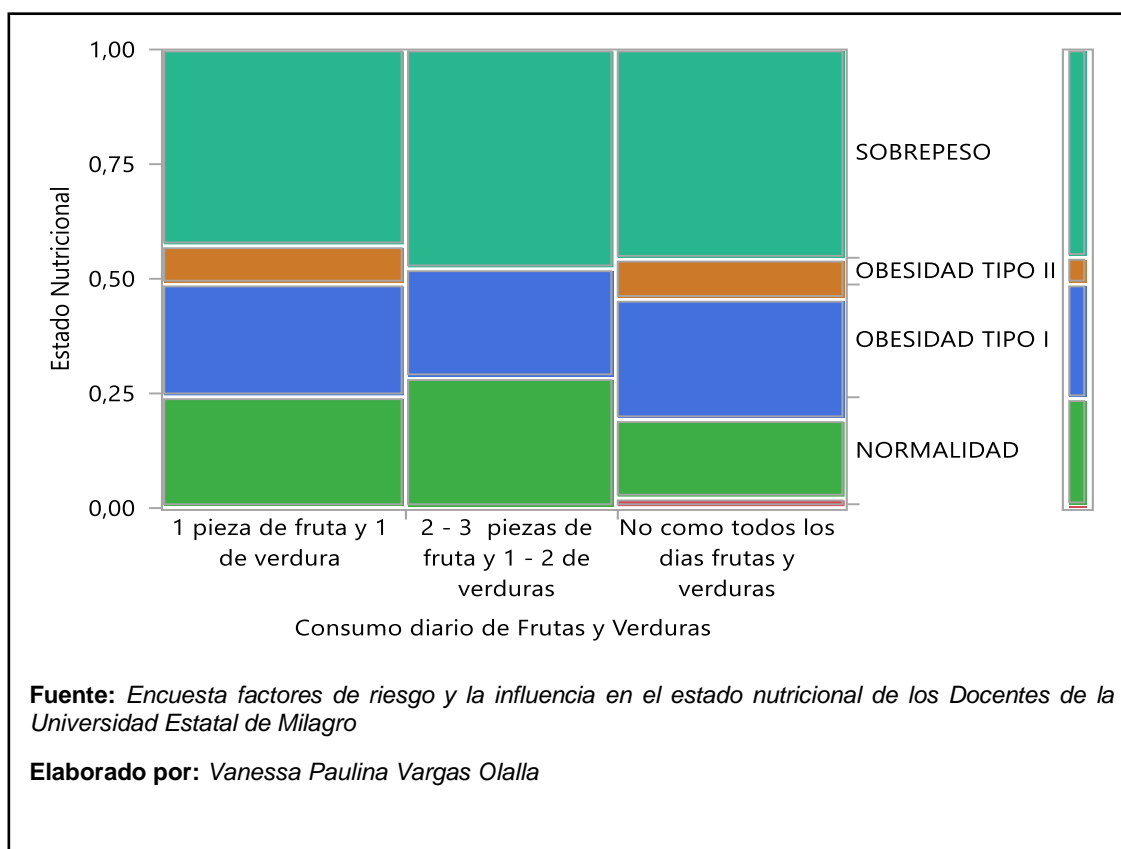 1,00
0,75
0,50
0,25
0,00
Estado Nutricional
SOBREPESO
OBESIDAD TIPO II
OBESIDAD TIPO I
NORMALIDAD
1 pieza de fruta y 1
de verdura
2 - 3 piezas de
fruta y 1 - 2 de
verduras
No como todos los
dias frutas y
verduras
Consumo diario de Frutas y Verduras
Fuente: Encuesta factores de riesgo y la influencia en el estado nutricional de los Docentes de la
Universidad Estatal de Milagro
Elaborado por: Vanessa Paulina Vargas Olalla